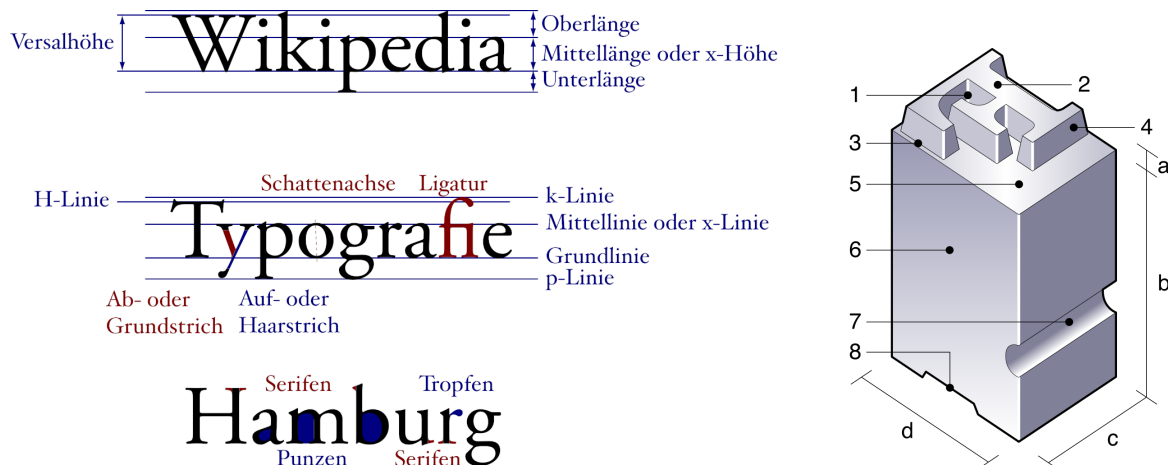 Versalhöhe
Wikipedia
Oberlänge
Mittellänge oder x-Höhe
Unterlänge
Schattenachse
Ligatur
H-Linie
Typografie
k-Linie
Mittellinie oder x-Linie
Grundlinie
p-Linie
Ab- oder
Grundstrich
Auf- oder
Haarstrich
Serifen
Tropfen
Hamburg
Punzen
Serifen
1
2
3
4
5
6
7
8
a
b
c
d